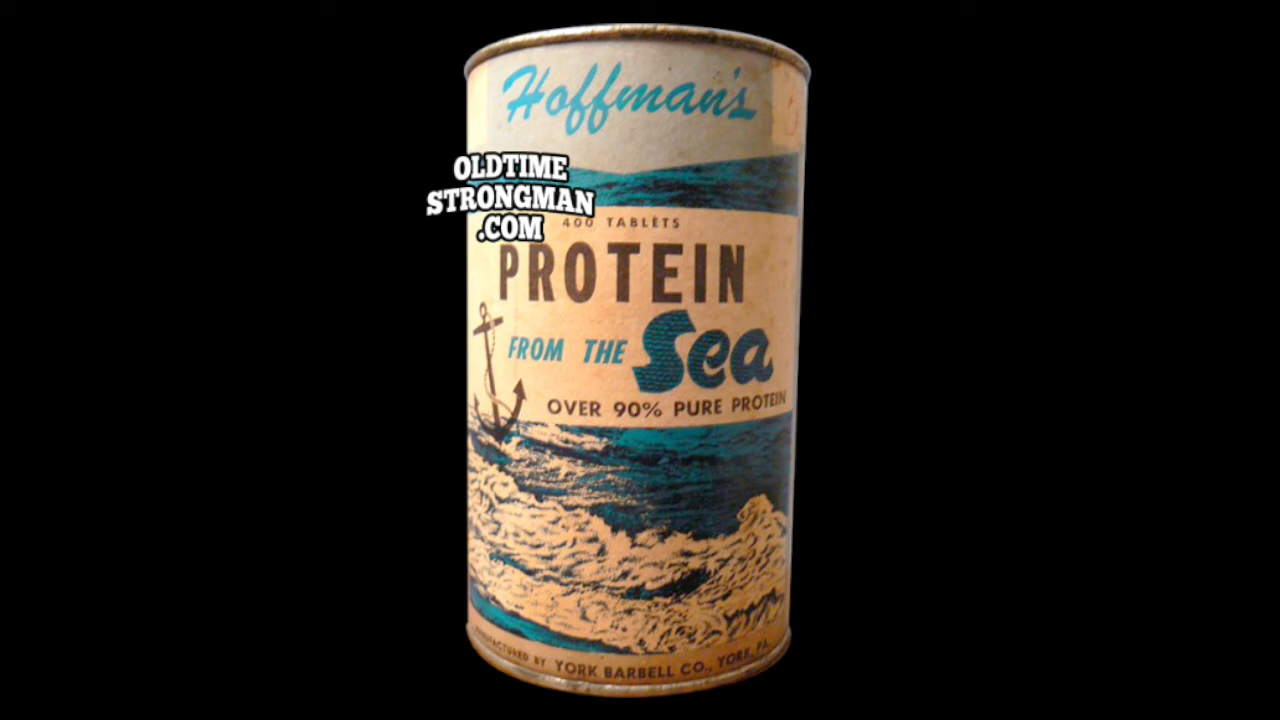 Hoffman's
OLDTIME
STRONGMAN
.COM
400 TABLETS
PROTEIN
FROM THE Sea
OVER 90% PURE PROTEIN
MANUFACTURED BY YORK BARBELL CO., YORK, PA.